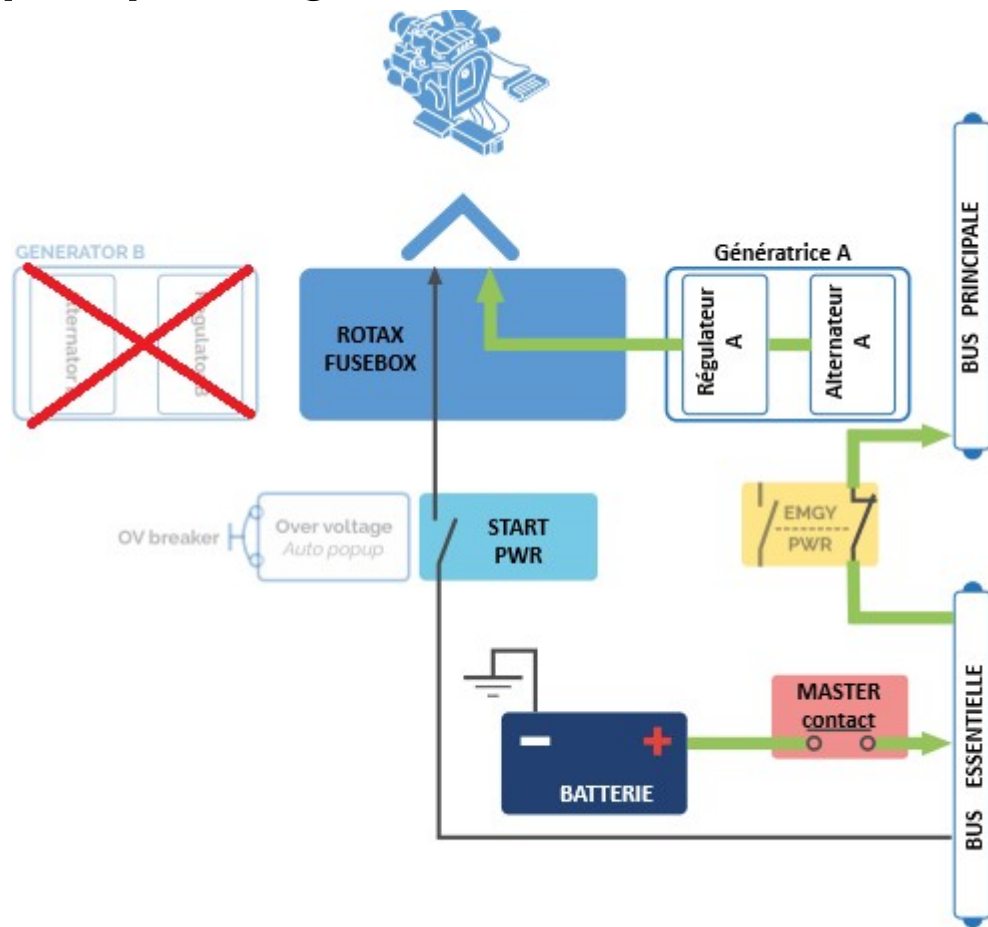 GENERATOR B
Génératrice A
ROTAX
FUSEBOX
Régulateur
A
Alternateur
A
BUS PRINCIPALE
OV breaker
Over voltage
Auto popup
START
PWR
EMGY
PWR
MASTER
contact
BATTERIE
BUS ESSENTIELLE